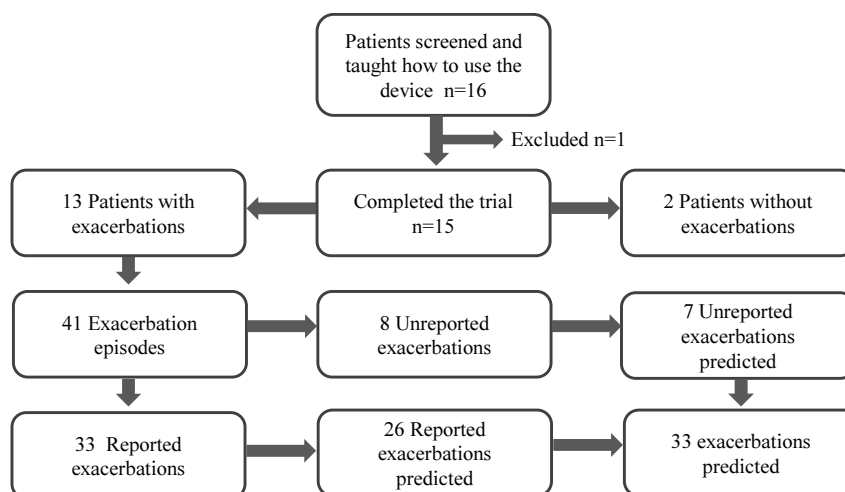 Patients screened and
taught how to use the
device n=16
Excluded n=1
13 Patients with
exacerbations
Completed the trial
n=15
2 Patients without
exacerbations
41 Exacerbation
episodes
8 Unreported
exacerbations
7 Unreported
exacerbations
predicted
33 Reported
exacerbations
26 Reported
exacerbations
predicted
33 exacerbations
predicted